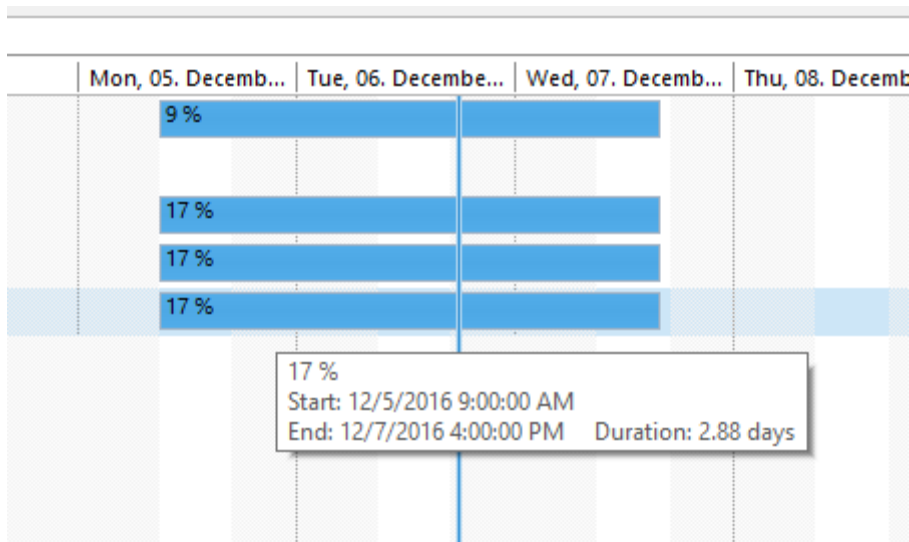 Mon, 05. Decemb... Tue, 06. Decembe... Wed, 07. Decemb... Thu, 08. Decemb
9 %
17 %
17 %
17 %
17 %
Start: 12/5/2016 9:00:00 AM
End: 12/7/2016 4:00:00 PM Duration: 2.88 days